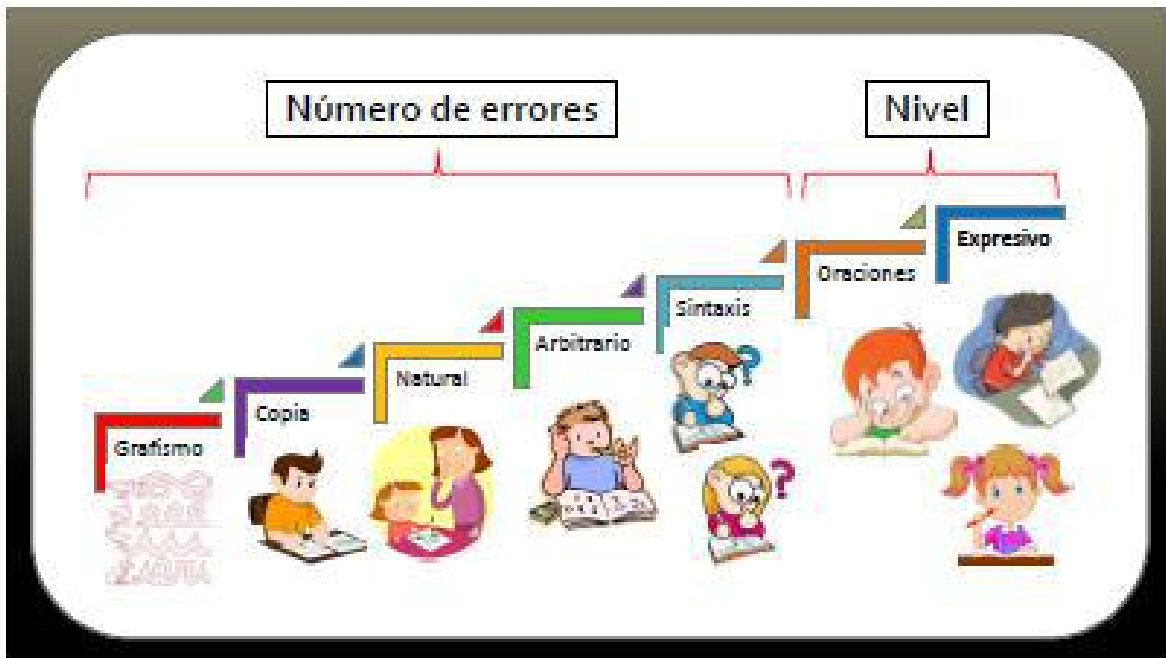 Número de errores
Nivel
Expresivo
Oraciones
Sintaxis
Arbitrario
Natural
Copia
Grafismo